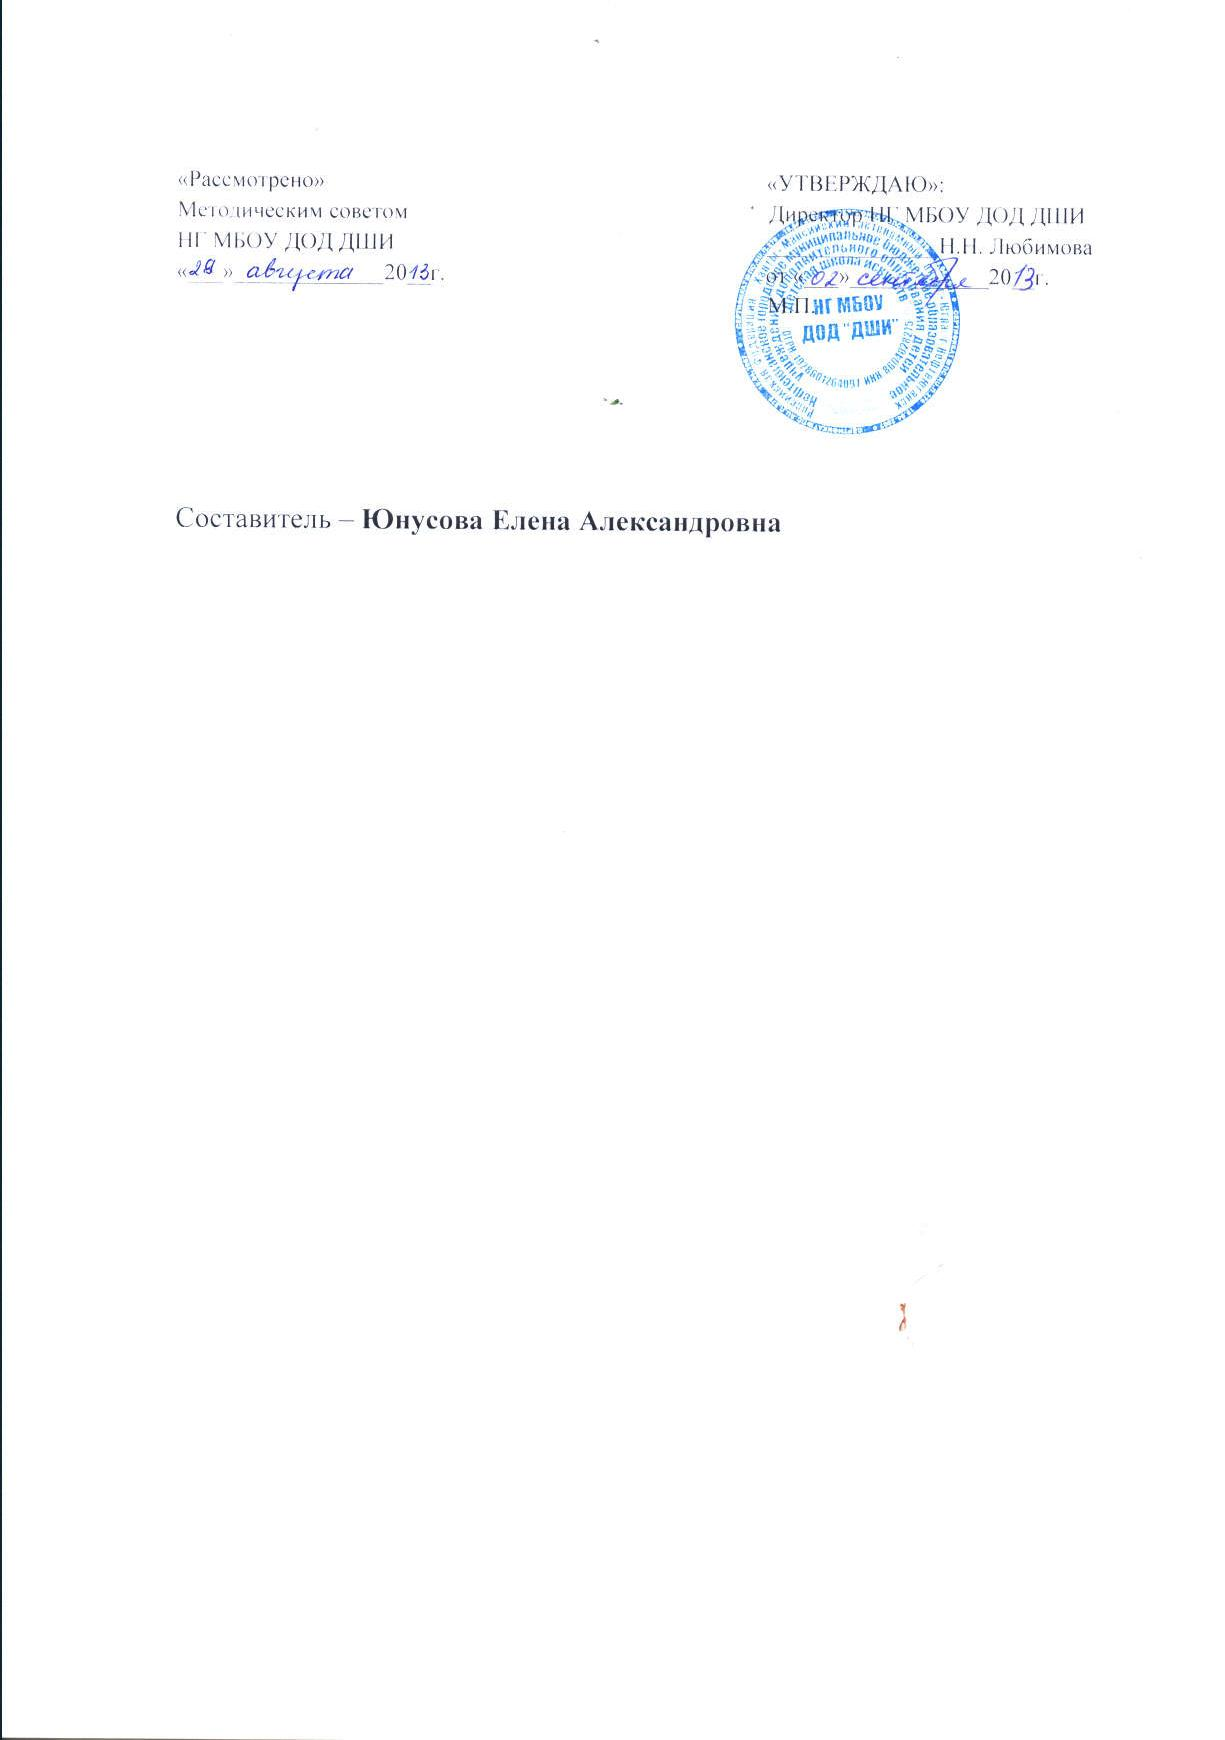 «Рассмотрено»
Методическим советом
НГ МБОУ ДОД ДШИ
«28» августа 2013г.
«УТВЕРЖДАЮ»:
Директор НГ МБОУ ДОД ДШИ
Н.Н. Любимова
от «02» сентября 2013г.
М.П.
НГ МБОУ
ДОД "ДШИ"
Составитель – Юнусова Елена Александровна